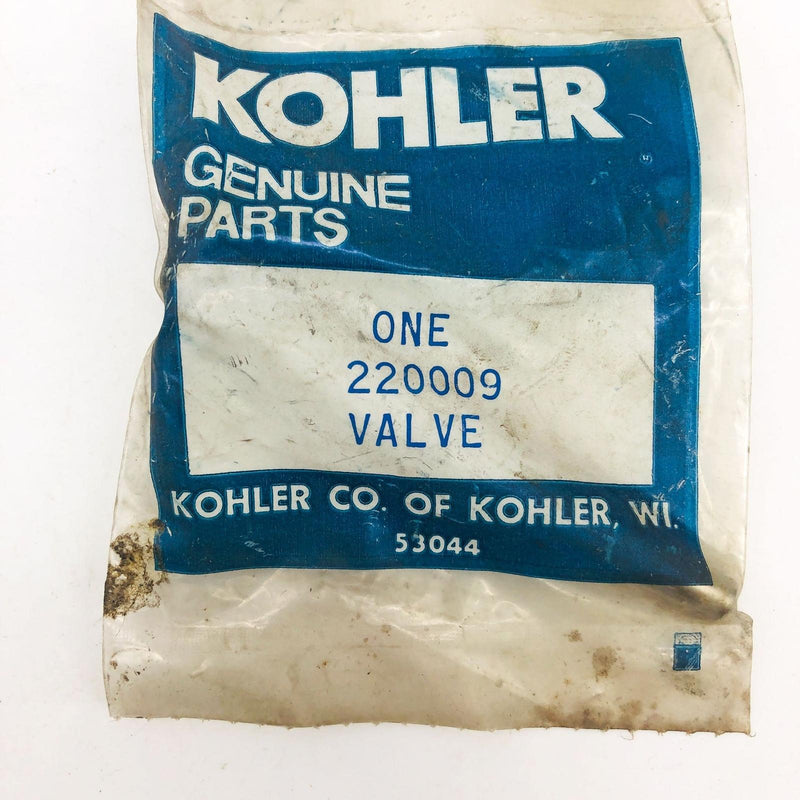 KOHLER
GENUINE
PARTS
ONE
220009
VALVE
KOHLER CO. OF KOHLER, WI.
53044